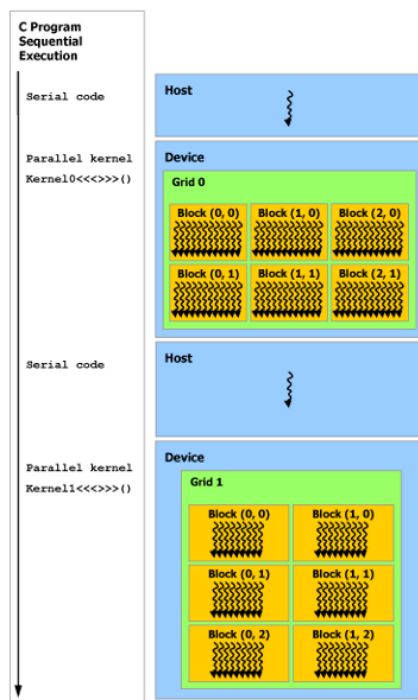 C Program
Sequential
Execution
Serial code
Host
Parallel kernel
Kernel0<<<>>>()
Device
Grid 0
Block (0, 0) Block (1, 0) Block (2, 0)
Block (0, 1) Block (1, 1) Block (2, 1)
Serial code
Host
Parallel kernel
Kernel1<<<>>>()
Device
Grid 1
Block (0, 0) Block (1, 0)
Block (0, 1) Block (1, 1)
Block (0, 2) Block (1, 2)